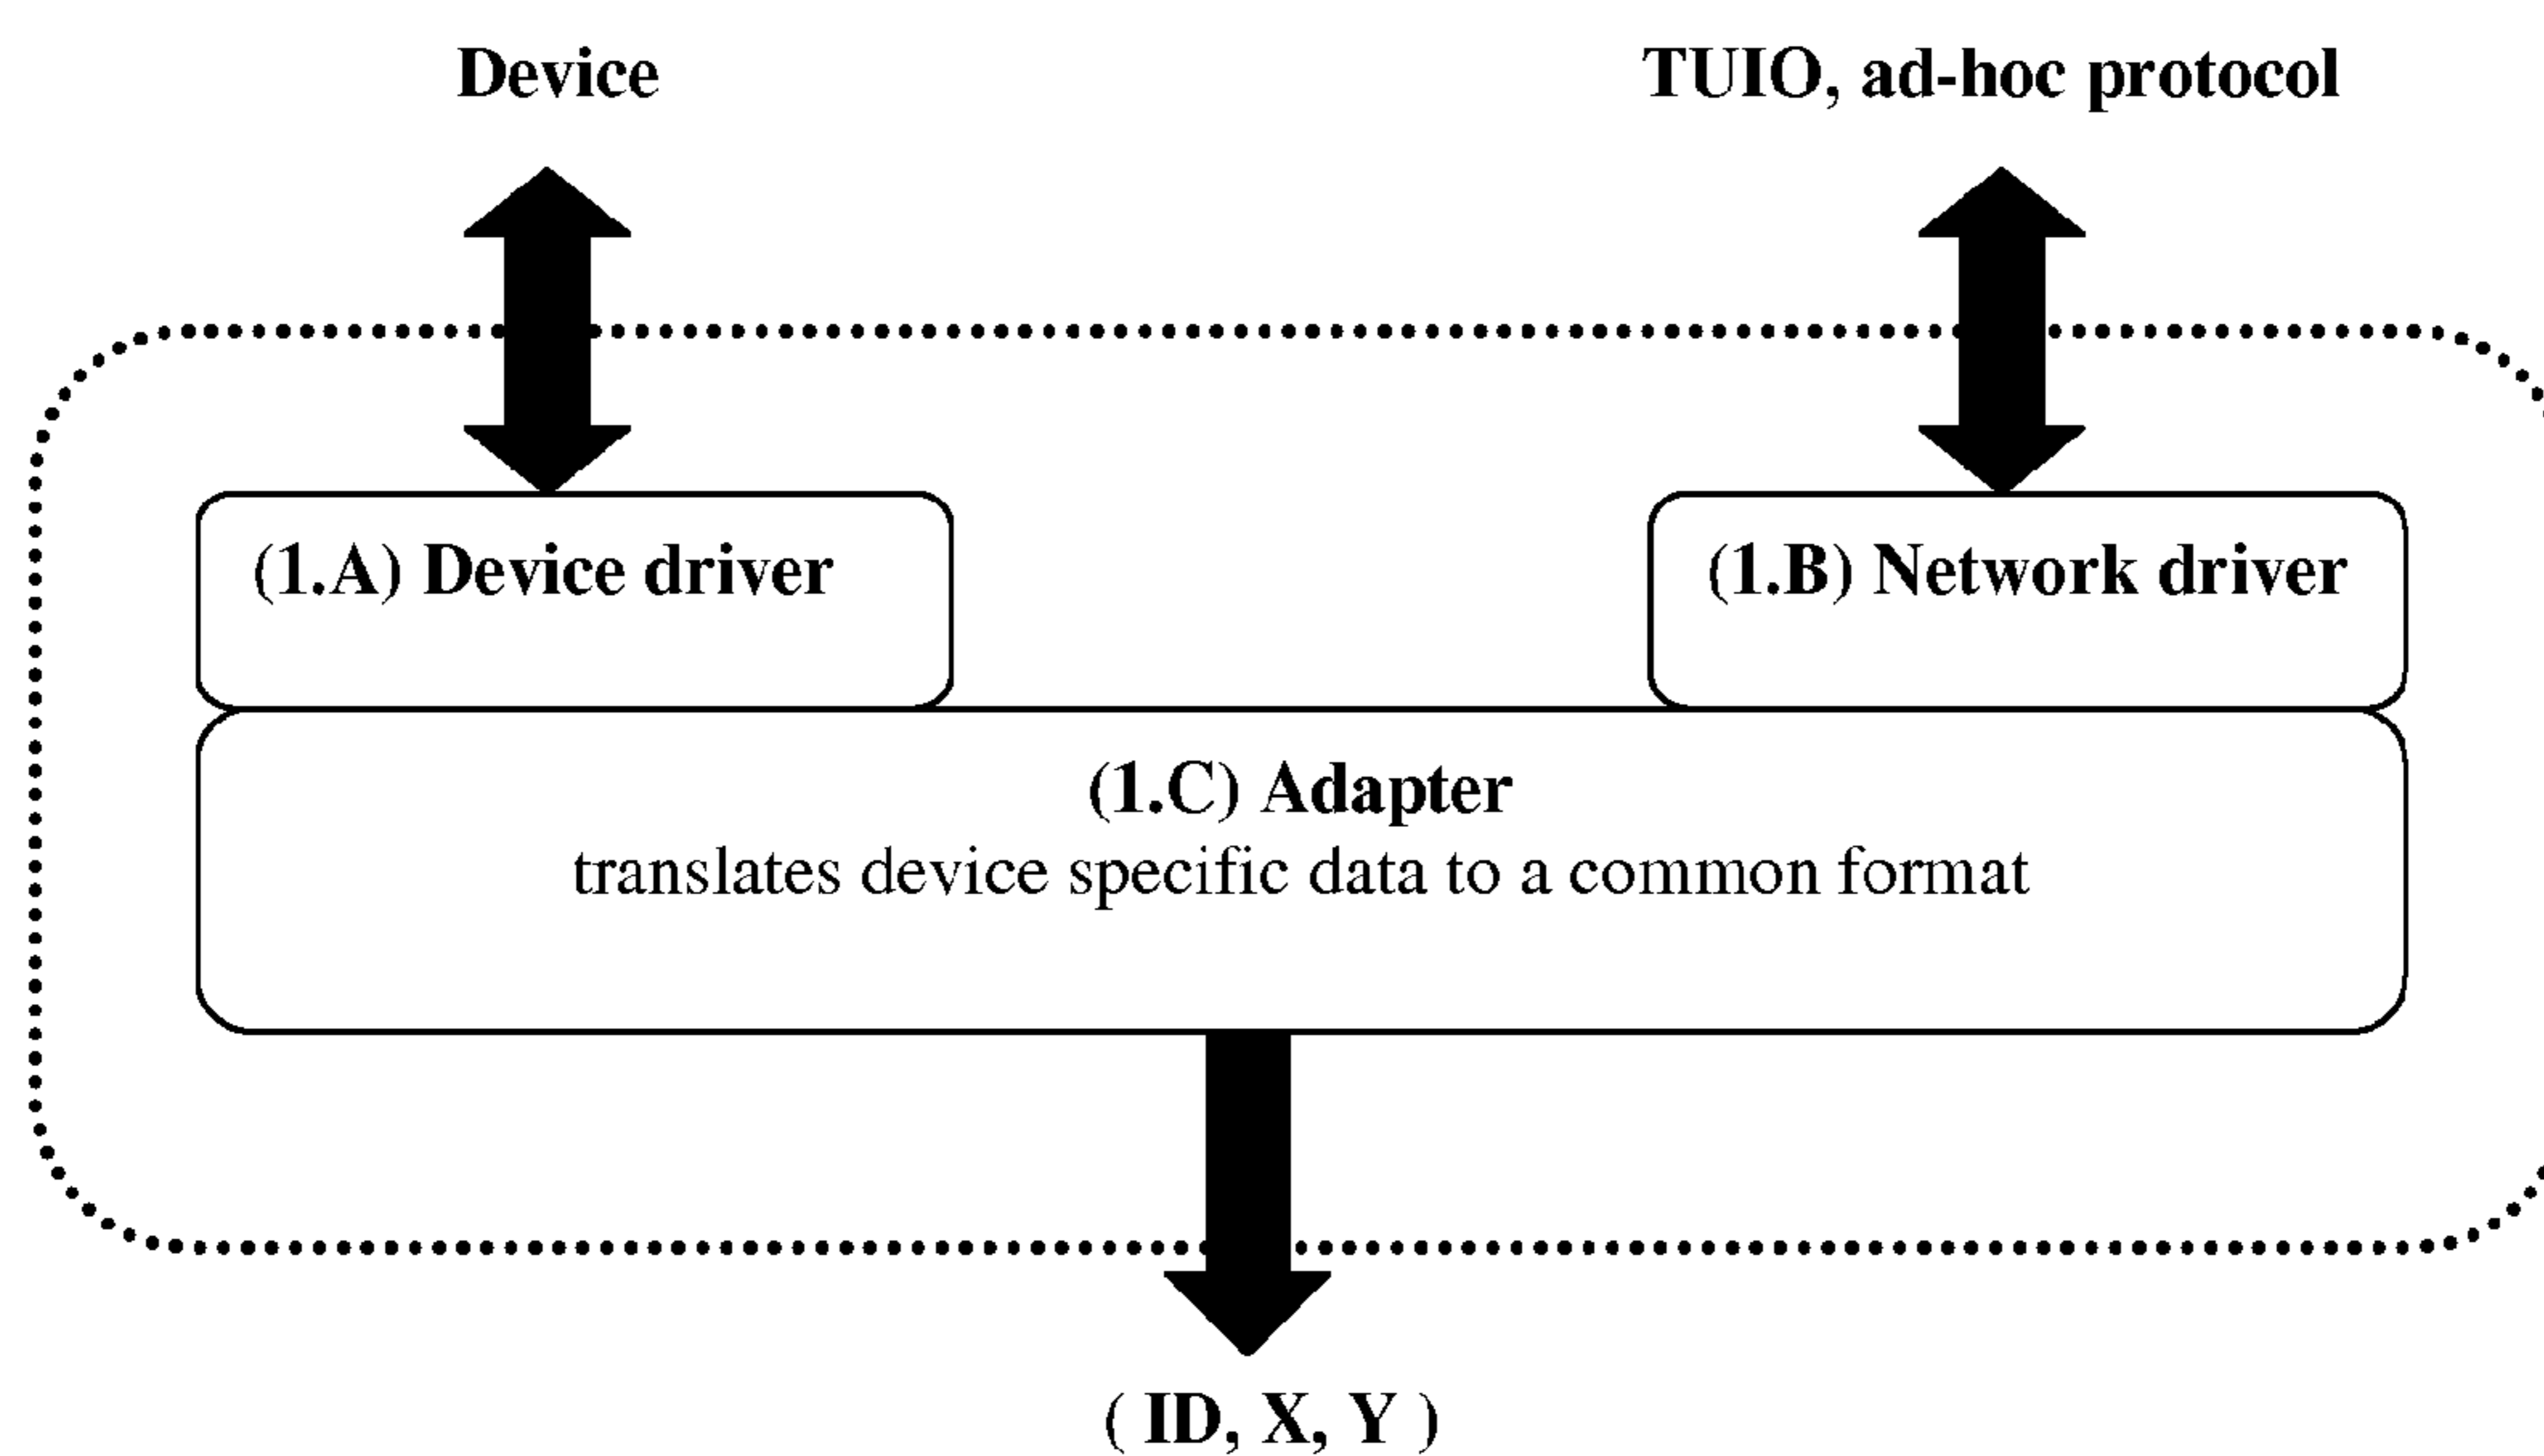 Device
TUIO, ad-hoc protocol
(1.A) Device driver
(1.B) Network driver
(1.C) Adapter
translates device specific data to a common format
( ID, X, Y )